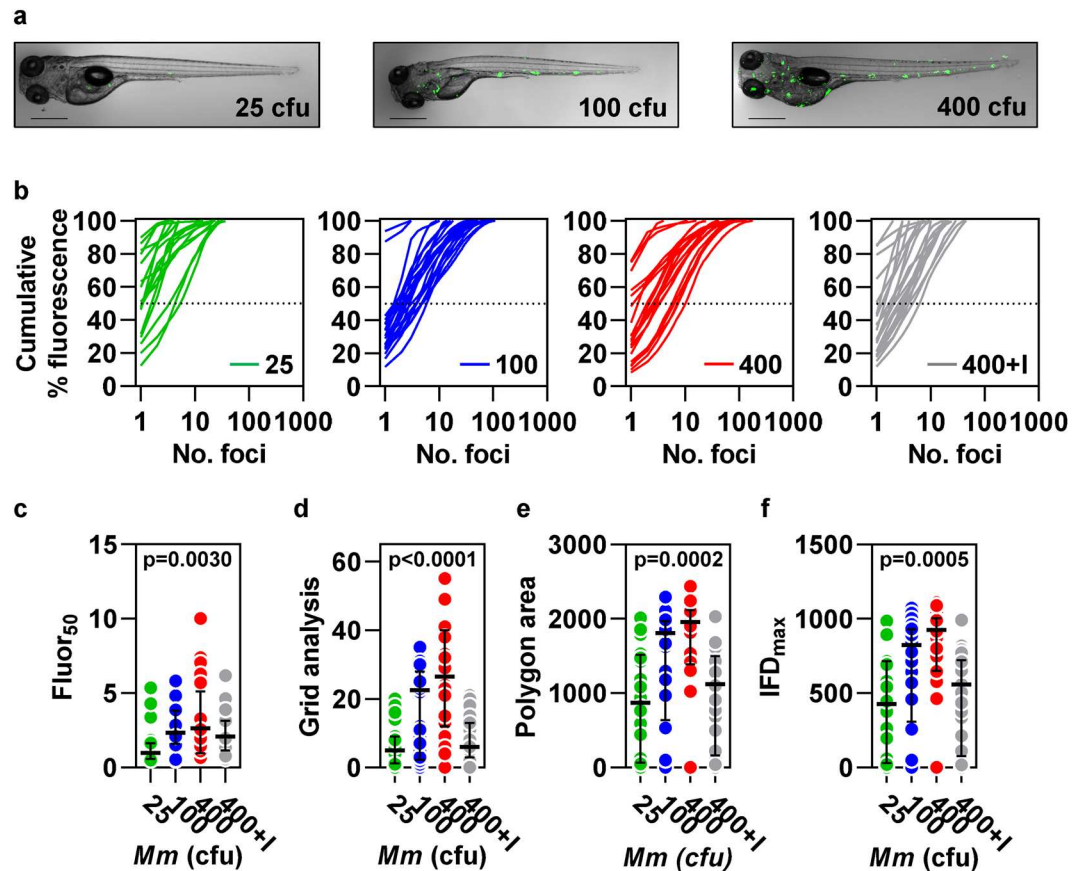 a
25 cfu
100 cfu
400 cfu
b
Cumulative
% fluorescence
100
80
60
40
20
0
25
1 10 100 1000
No. foci
100
80
60
40
20
0
100
1 10 100 1000
No. foci
100
80
60
40
20
0
400
1 10 100 1000
No. foci
100
80
60
40
20
0
400+I
1 10 100 1000
No. foci
c
Fluor50
15
10
5
0
p=0.0030
25 100 400 400+I
Mm (cfu)
d
Grid analysis
60
40
20
0
p<0.0001
25 100 400 400+I
Mm (cfu)
e
Polygon area
3000
2000
1000
0
p=0.0002
25 100 400 400+I
Mm (cfu)
f
IFDmax
1500
1000
500
0
p=0.0005
25 100 400 400+I
Mm (cfu)